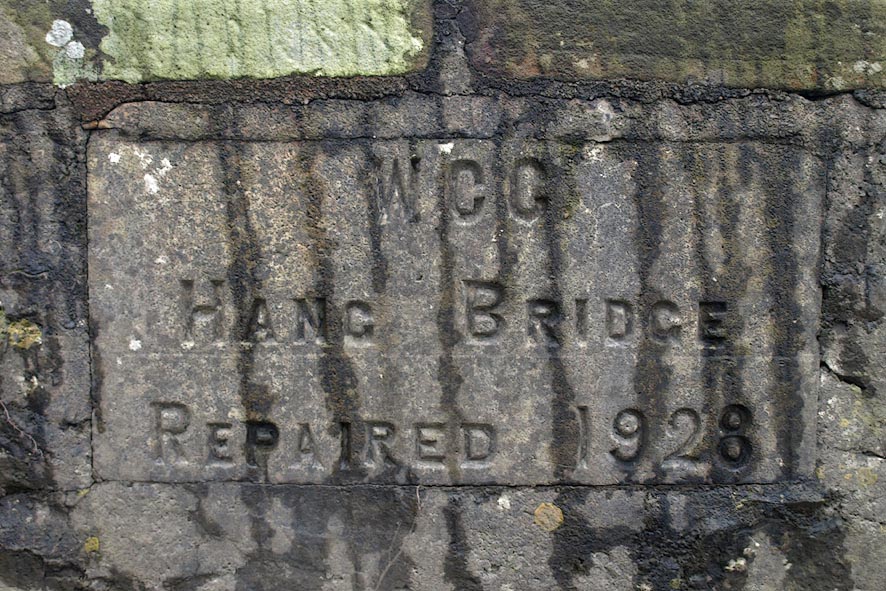 WCC
HANG BRIDGE
REPAIRED 1928